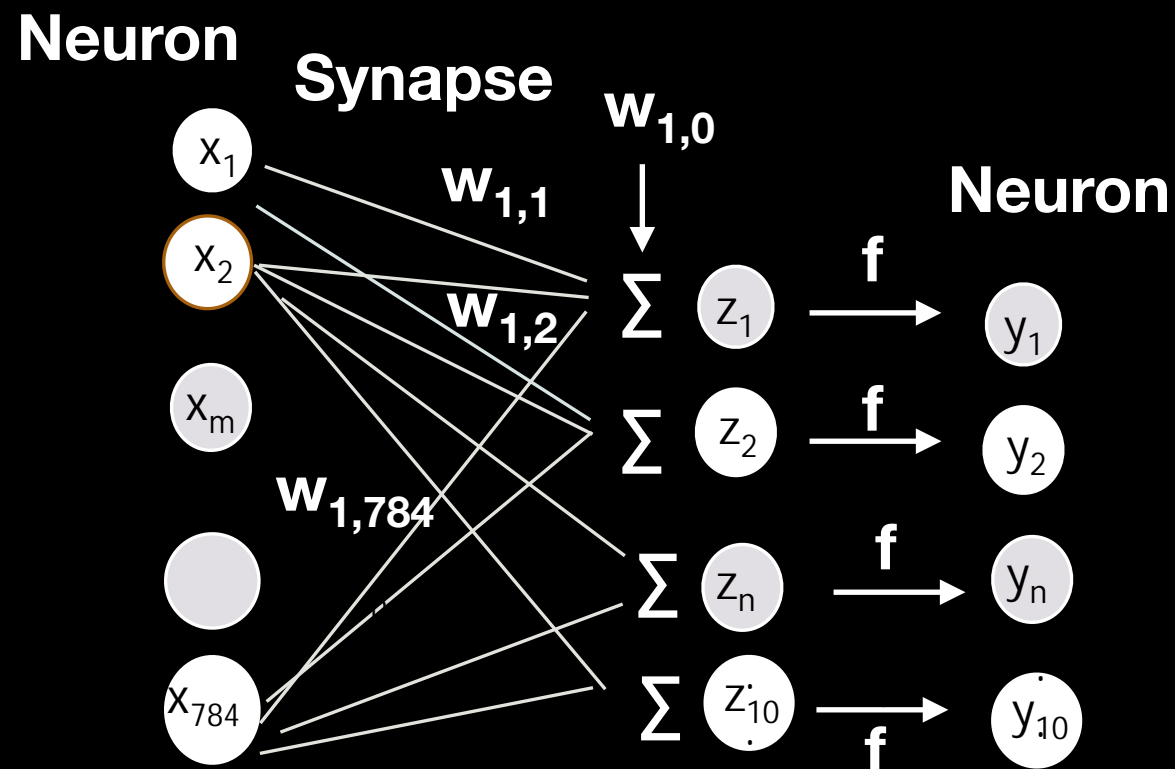 Neuron
Synapse
w1,0
x1
w1,1
Neuron
x2
f
w1,2
Σ z1
y1
xm
f
Σ z2
y2
w1,784
f
Σ zn
yn
x784
Σ z10
y10
f